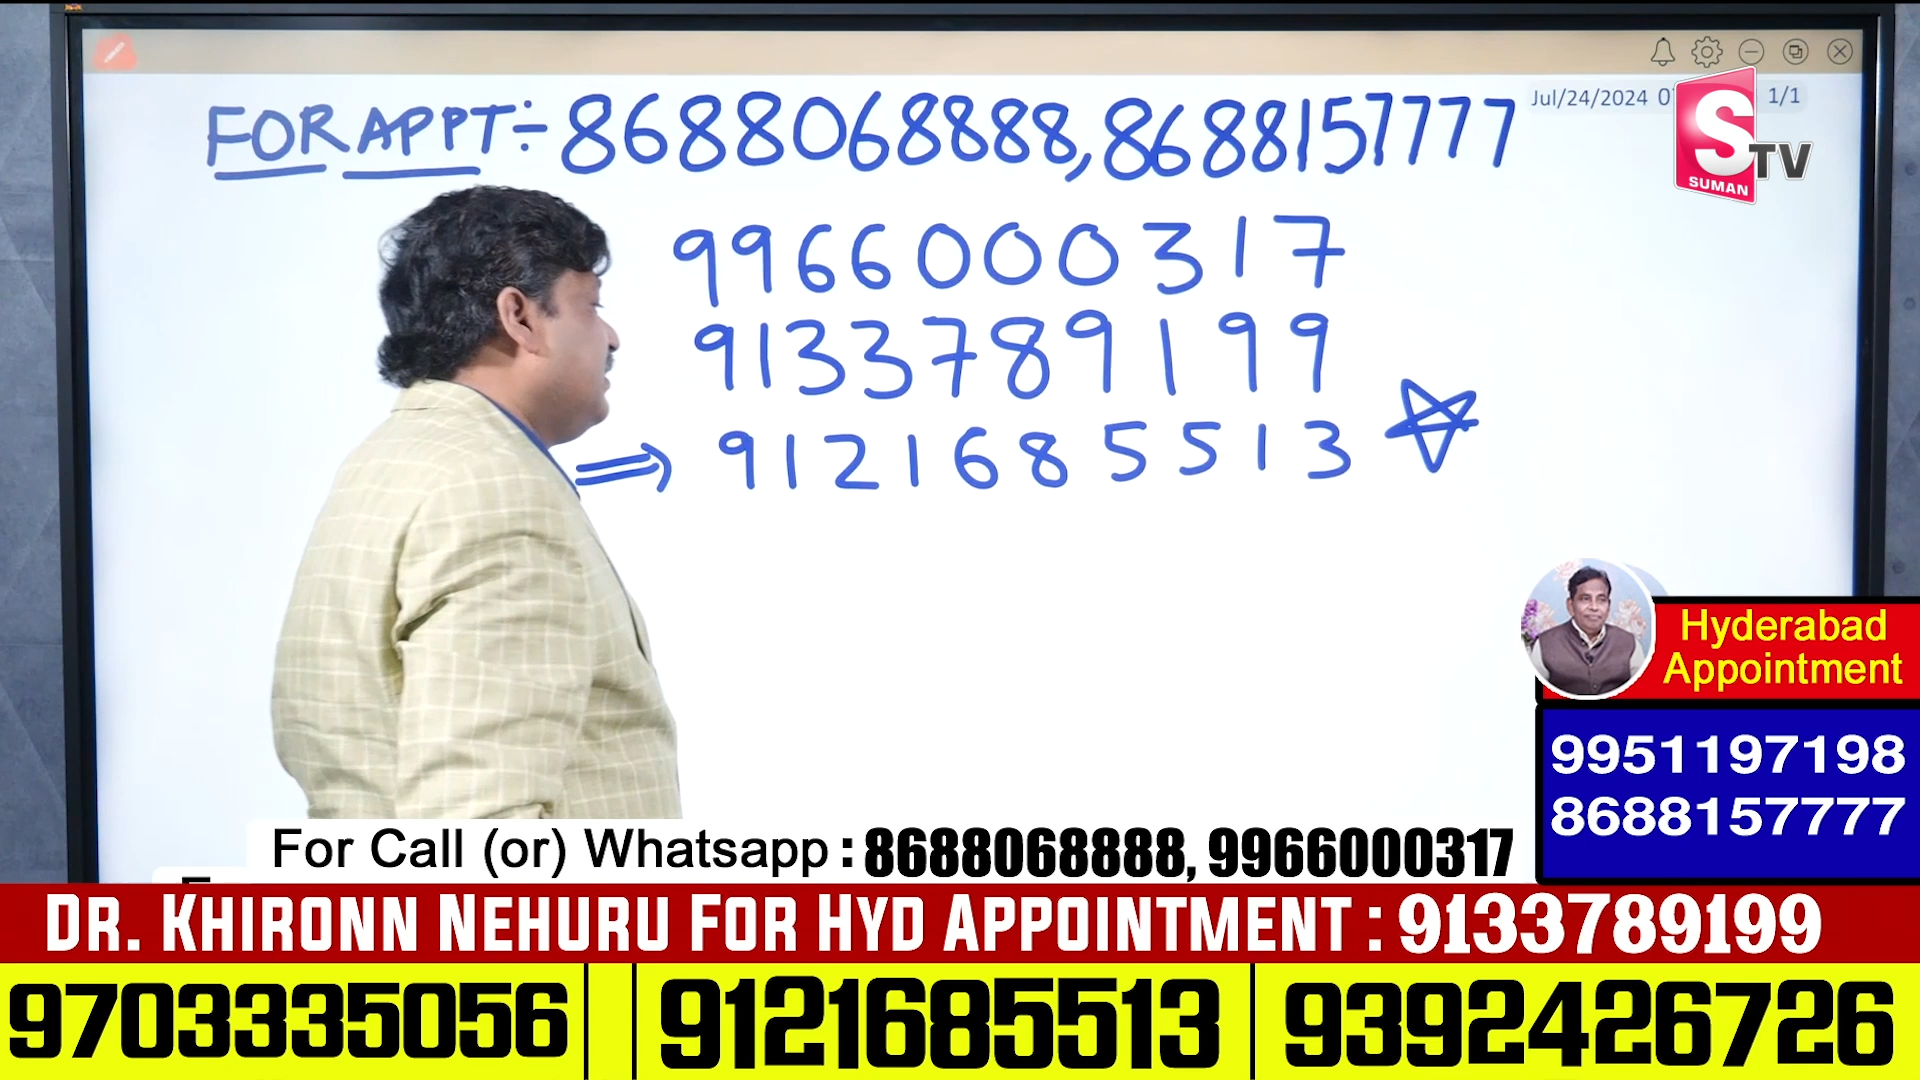 FOR APPT ÷ 8688068888, 8688157777
Jul/24/2024
1/1
S TV
SUMAN
9966000317
9133789199
⇒ 9121685513
Hyderabad
Appointment
9951197198
8688157777
For Call (or) Whatsapp : 8688068888, 9966000317
DR. KHIRONN NEHURU FOR HYD APPOINTMENT : 9133789199
9703335056 9121685513 9392426726